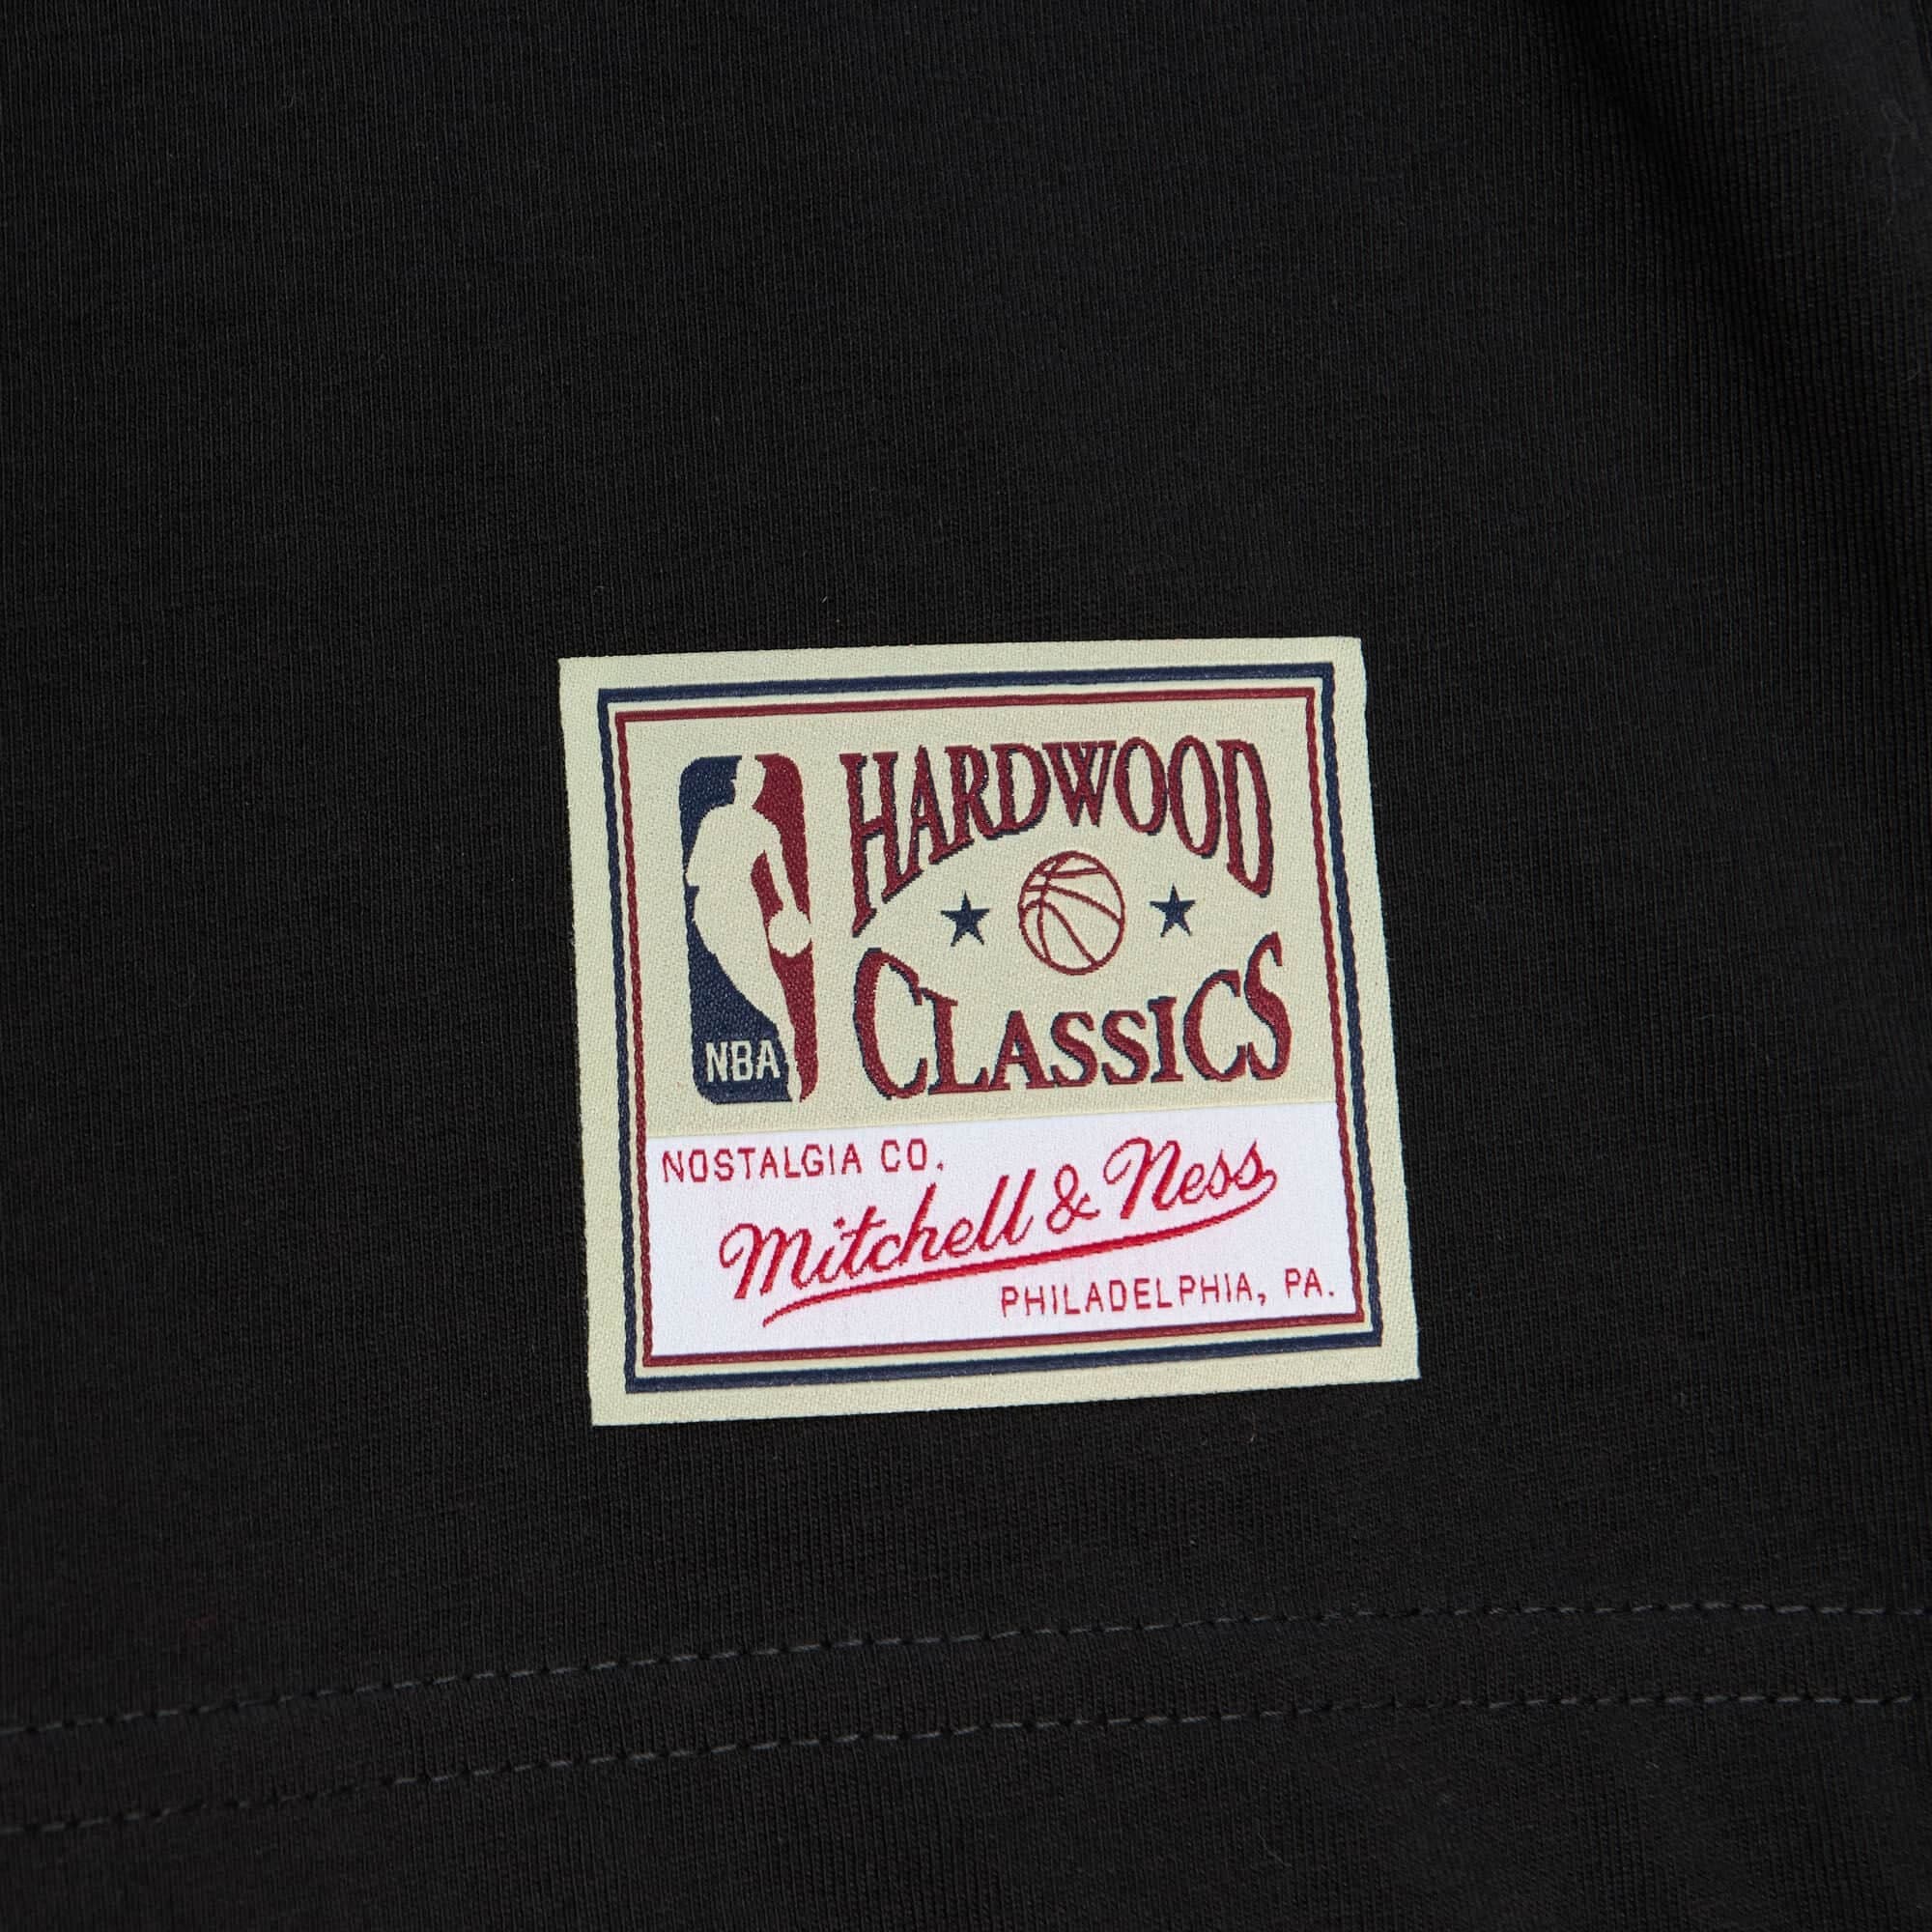 HARDWOOD
CLASSICS
NBA
NOSTALGIA CO.
Mitchell & Ness
PHILADELPHIA, PA.